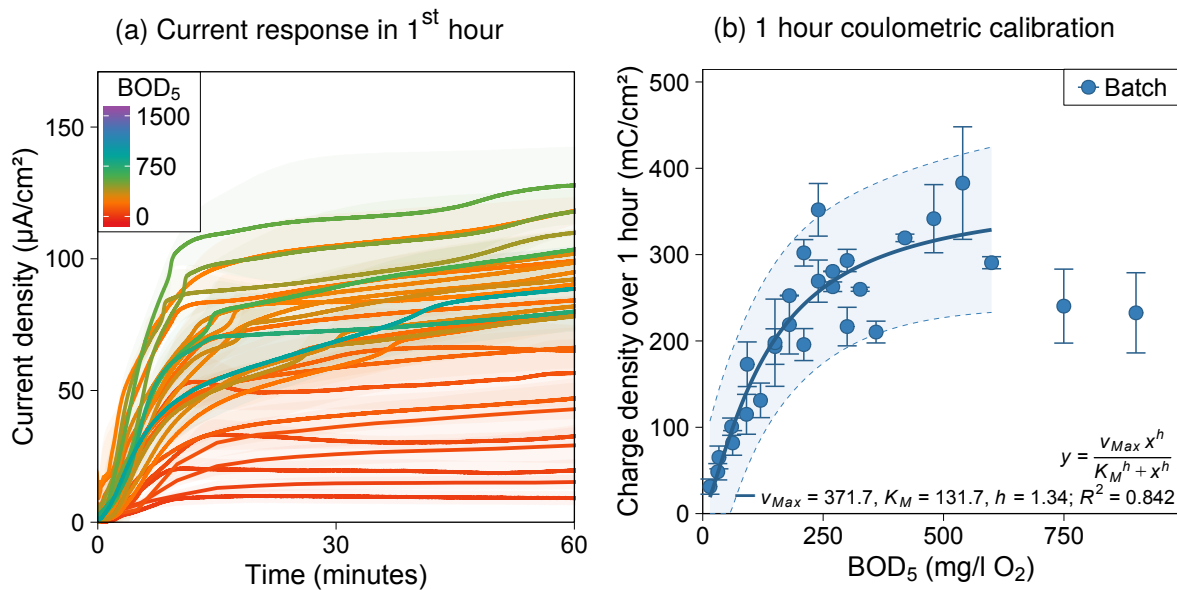 (a) Current response in 1st hour
BOD5
1500
750
0
150
100
50
0
Current density (µA/cm²)
0
30
60
Time (minutes)
(b) 1 hour coulometric calibration
Batch
500
400
300
200
100
0
Charge density over 1 hour (mC/cm²)
y = vMax x^h / (KM^h + x^h)
vMax = 371.7, KM = 131.7, h = 1.34; R² = 0.842
0
250
500
750
BOD5 (mg/l O2)